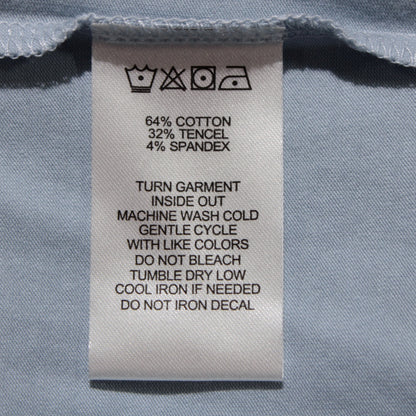 64% COTTON
32% TENCEL
4% SPANDEX
TURN GARMENT
INSIDE OUT
MACHINE WASH COLD
GENTLE CYCLE
WITH LIKE COLORS
DO NOT BLEACH
TUMBLE DRY LOW
COOL IRON IF NEEDED
DO NOT IRON DECAL